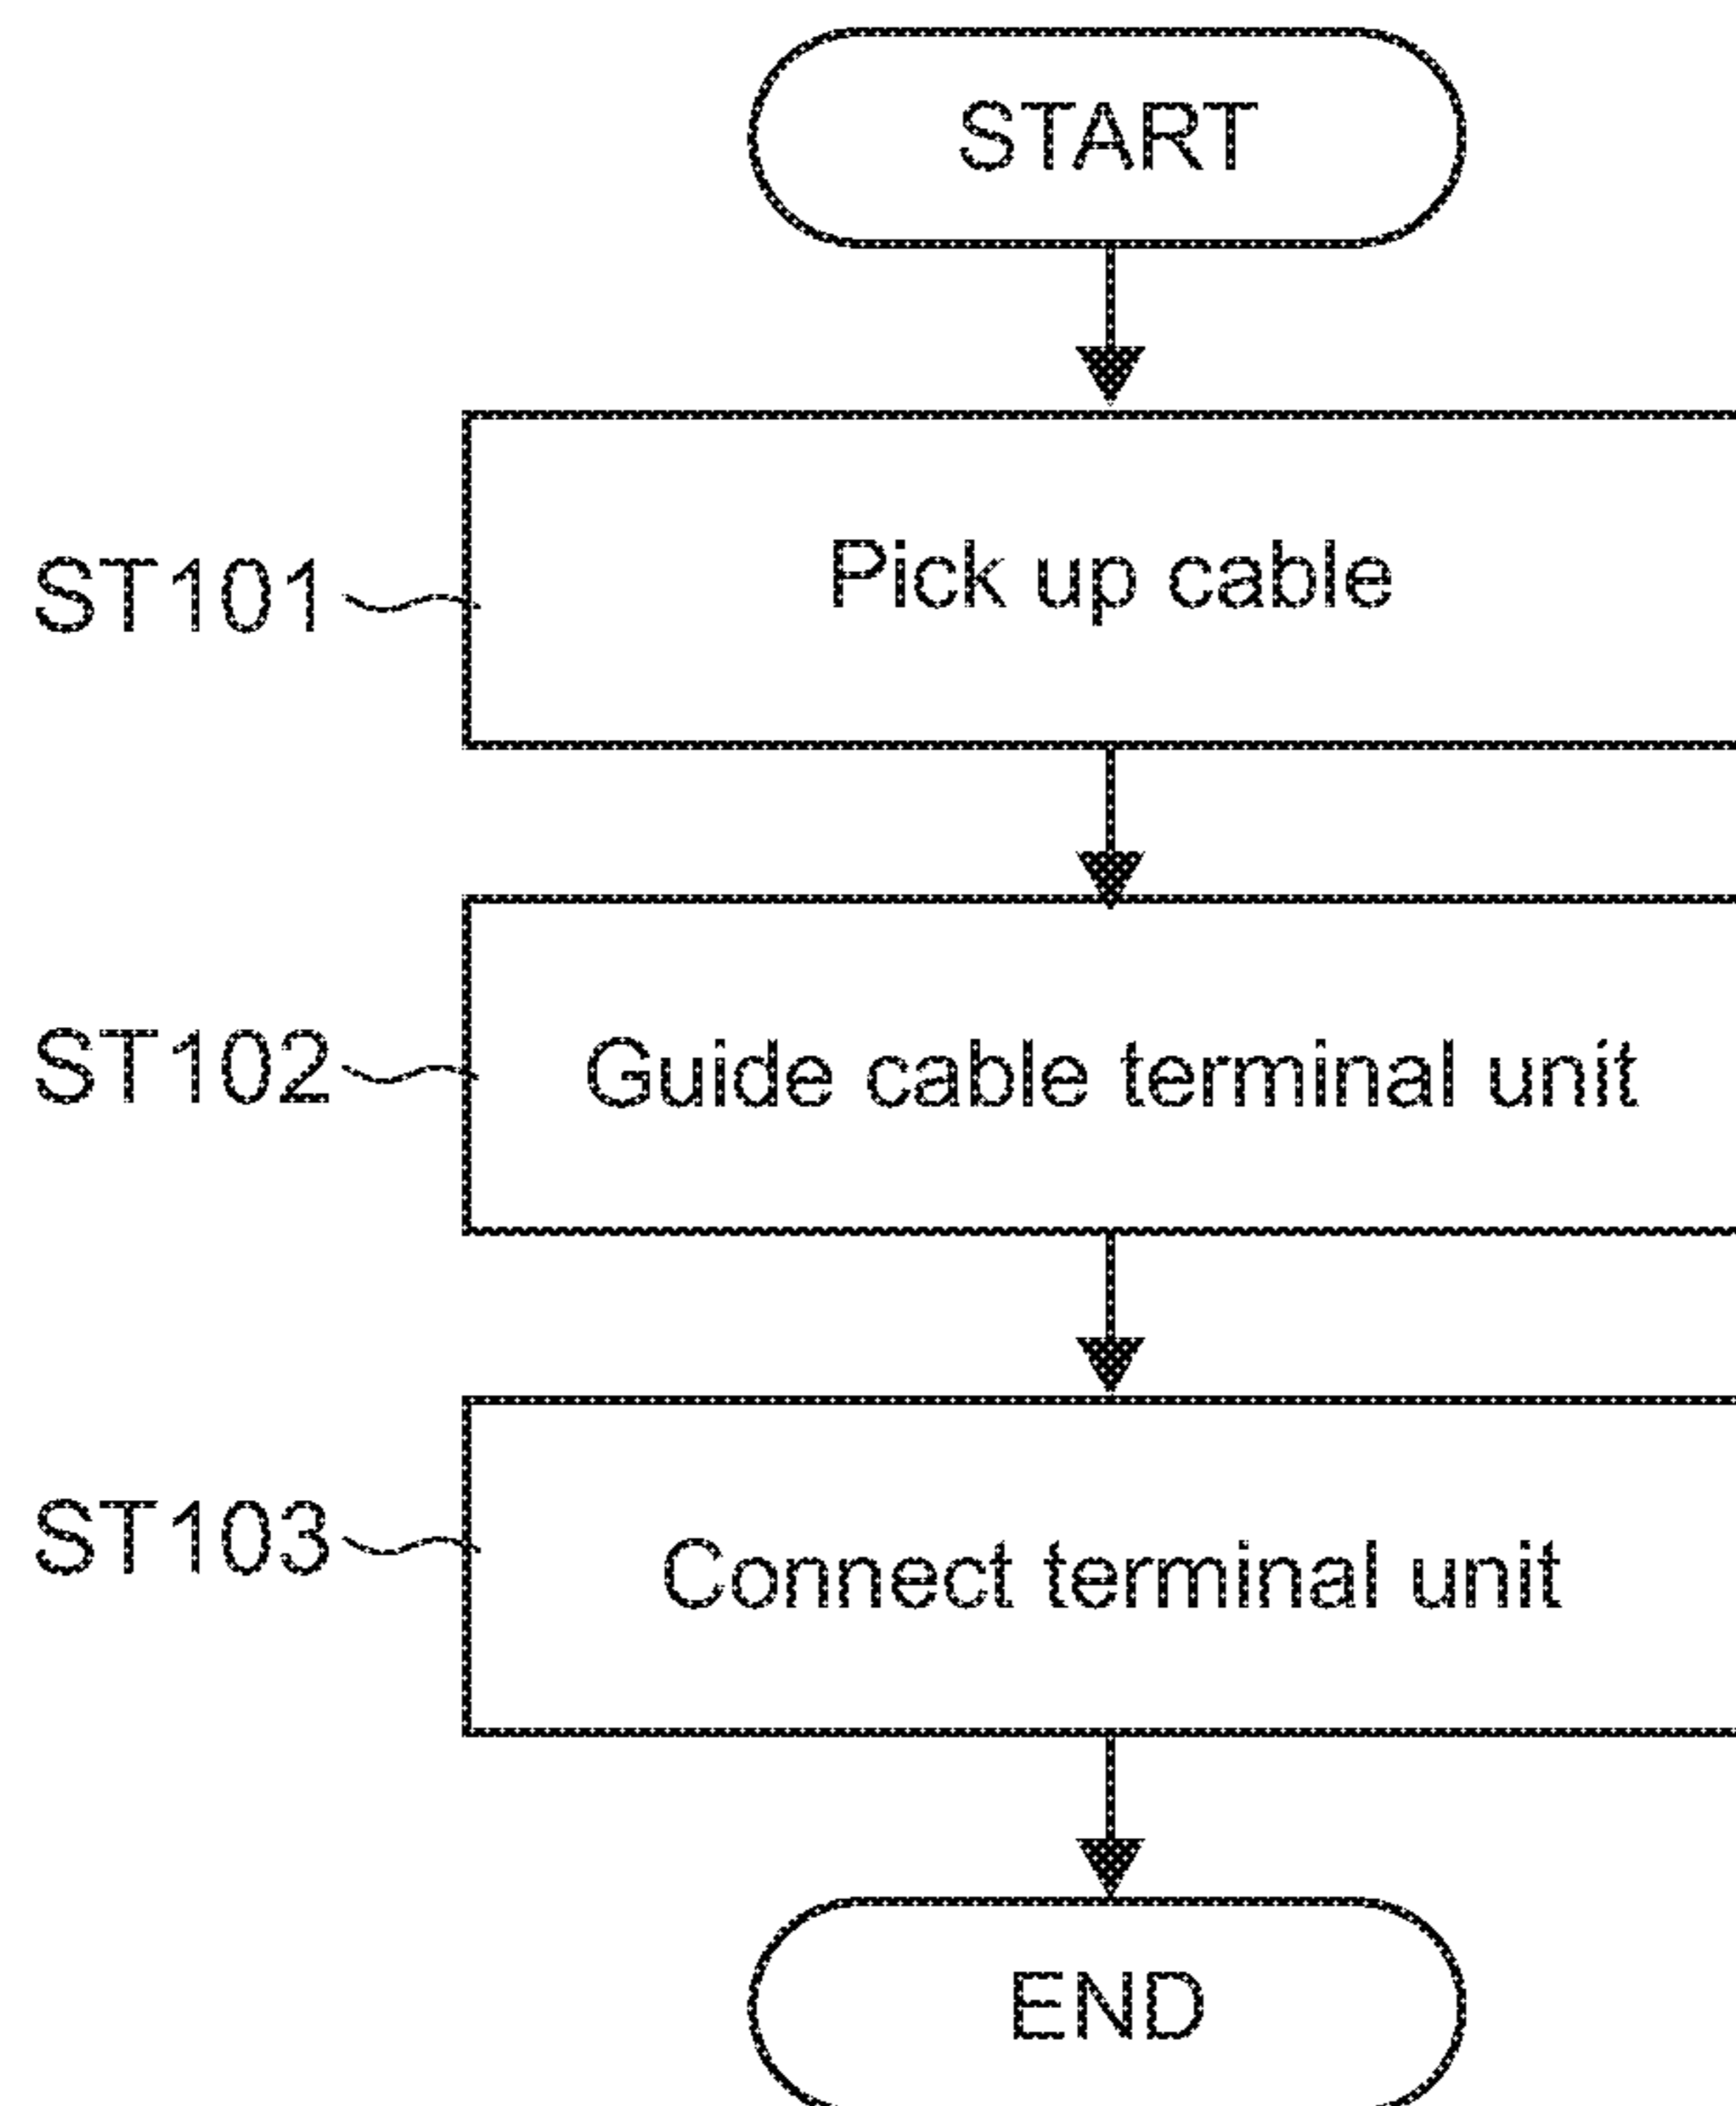 START
ST101
Pick up cable
ST102
Guide cable terminal unit
ST103
Connect terminal unit
END